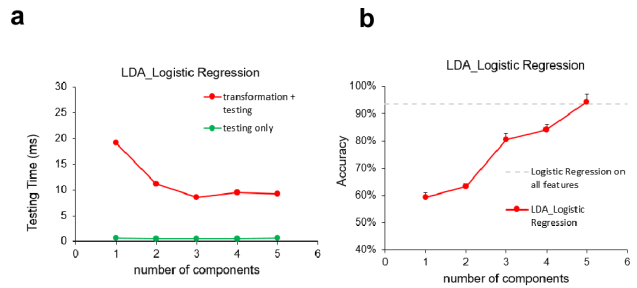 a
LDA_Logistic Regression
30
25
20
15
10
5
0
Testing Time (ms)
transformation +
testing
testing only
0 1 2 3 4 5 6
number of components
b
LDA_Logistic Regression
100%
90%
80%
70%
60%
50%
40%
Accuracy
Logistic Regression on
all features
LDA_Logistic
Regression
0 1 2 3 4 5 6
number of components